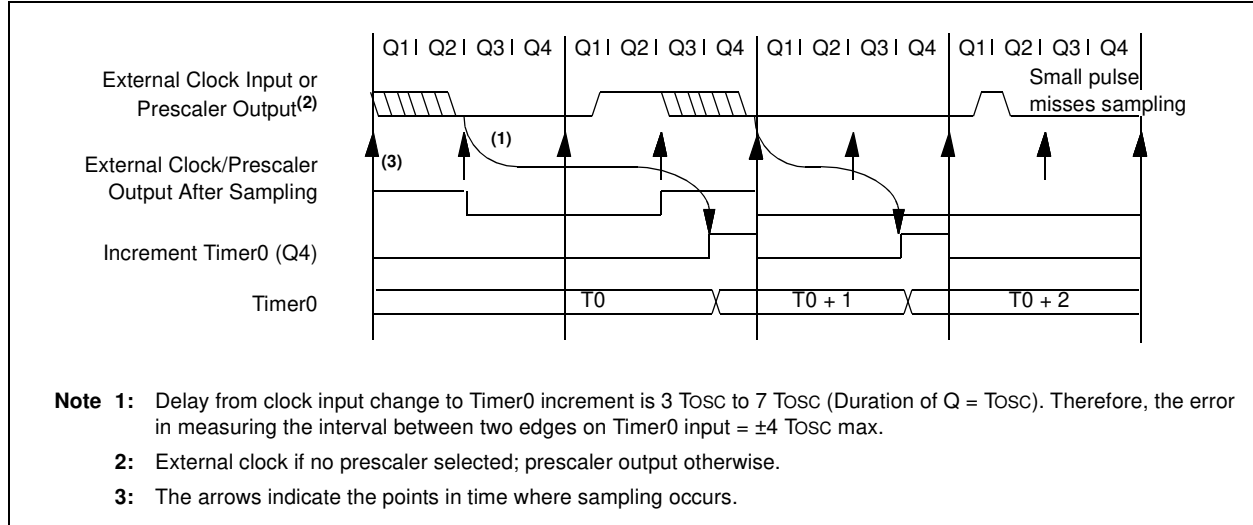 Q1 Q2 Q3 Q4 Q1 Q2 Q3 Q4 Q1 Q2 Q3 Q4 Q1 Q2 Q3 Q4
External Clock Input or
Prescaler Output(2)
Small pulse
misses sampling
(1)
(3)
External Clock/Prescaler
Output After Sampling
Increment Timer0 (Q4)
Timer0
T0
T0 + 1
T0 + 2
Note 1: Delay from clock input change to Timer0 increment is 3 TOSC to 7 TOSC (Duration of Q = TOSC). Therefore, the error
in measuring the interval between two edges on Timer0 input = ±4 TOSC max.
2: External clock if no prescaler selected; prescaler output otherwise.
3: The arrows indicate the points in time where sampling occurs.